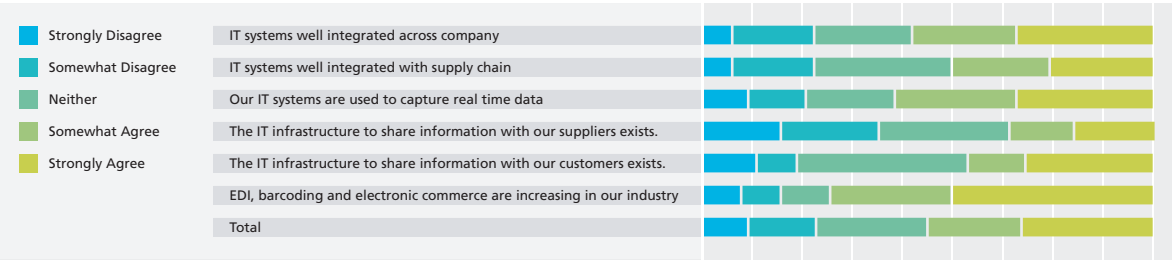 Strongly Disagree
IT systems well integrated across company
Somewhat Disagree
IT systems well integrated with supply chain
Neither
Our IT systems are used to capture real time data
Somewhat Agree
The IT infrastructure to share information with our suppliers exists.
Strongly Agree
The IT infrastructure to share information with our customers exists.
EDI, barcoding and electronic commerce are increasing in our industry
Total